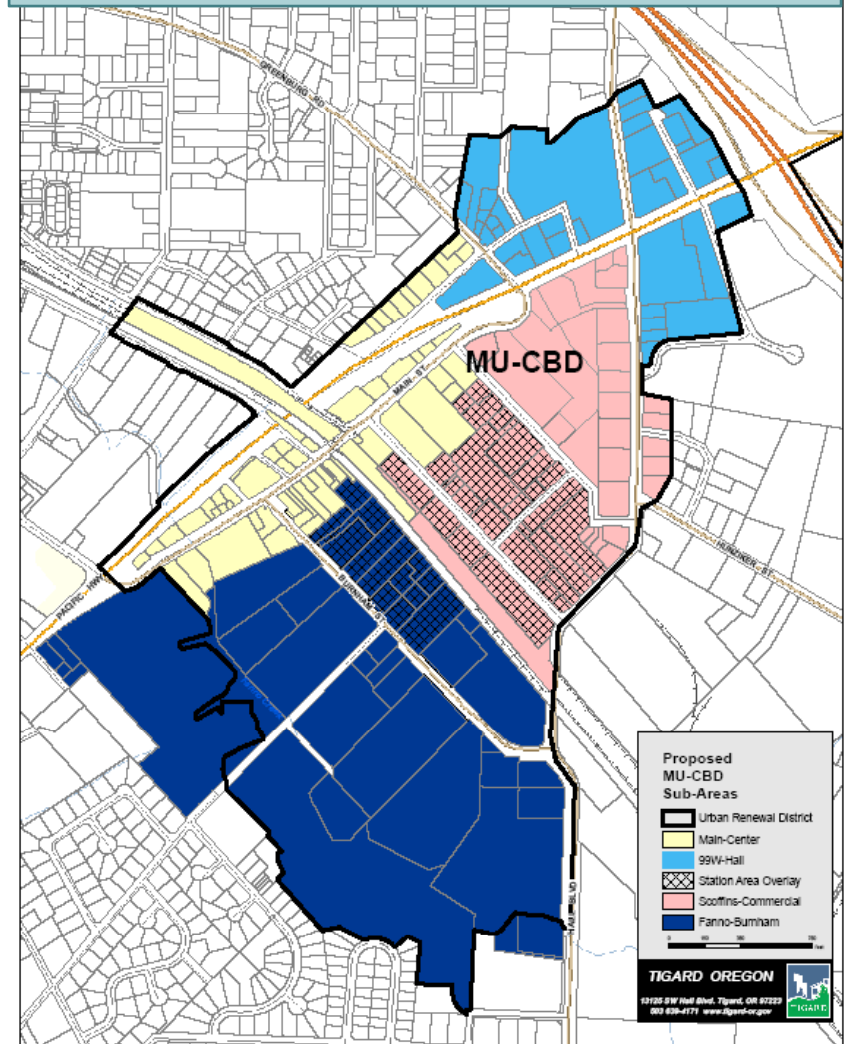 GREENBURG RD
MAIN ST
MU-CBD
BURNHAM ST
HUNZIKER ST
PACIFIC HWY
HALL BLVD
Proposed
MU-CBD
Sub-Areas
Urban Renewal District
Main-Center
99W-Hall
Station Area Overlay
Scoffins-Commercial
Fanno-Burnham
TIGARD OREGON
13125 SW Hall Blvd. Tigard, OR 97223
503 639-4171 www.tigard-or.gov
TIGARD